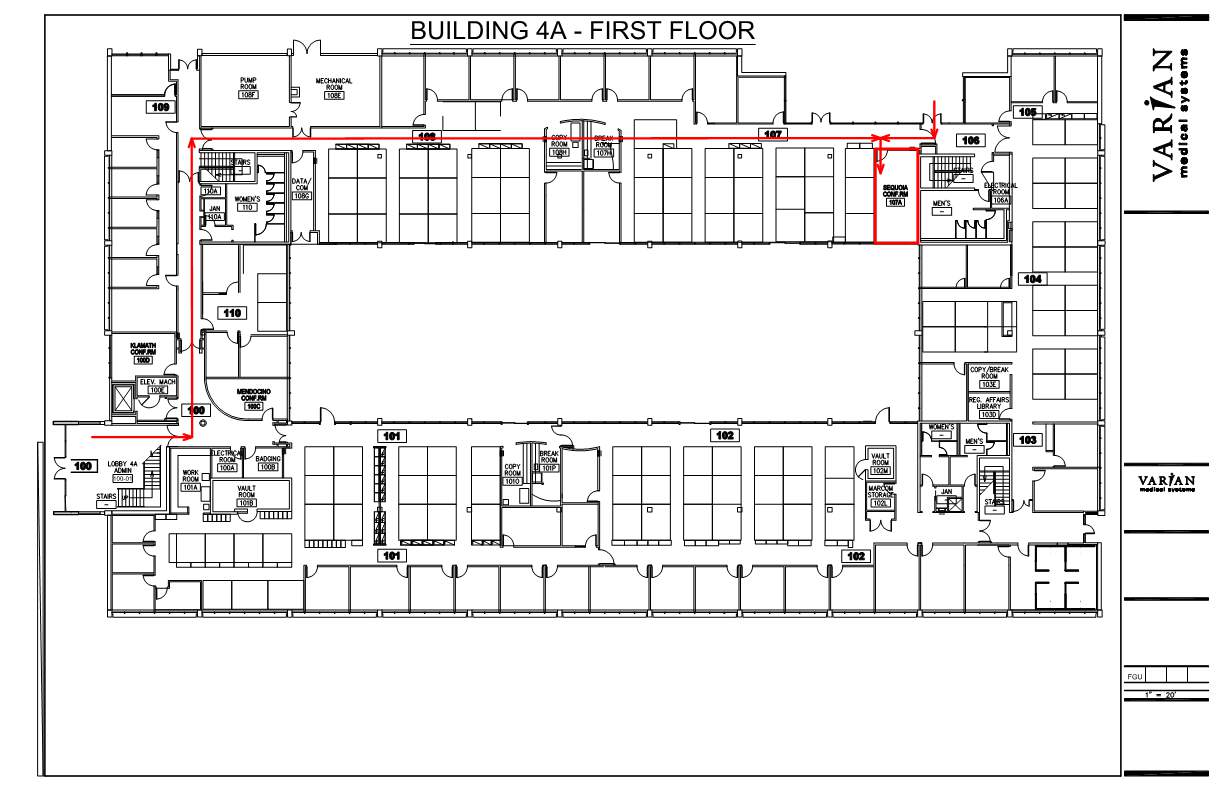 BUILDING 4A - FIRST FLOOR
VARIAN
medical systems
PUMP
ROOM
108F
MECHANICAL
ROOM
108E
109
105
108
COPY
ROOM
108H
BREAK
ROOM
107H
107
106
STAIRS
DATA/
COM
108G
110A
JAN
110A
WOMEN'S
110
SEQUOIA
CONF.RM
107A
STAIRS
ELECTRICAL
ROOM
106A
MEN'S
104
110
KLAMATH
CONF.RM
100D
ELEV. MACH
100E
MENDOCINO
CONF.RM
100C
100
COPY/BREAK
ROOM
103E
REG. AFFAIRS
LIBRARY
103D
101
102
WOMEN'S
MEN'S
103
100
LOBBY 4A
ADMIN
100-01
STAIRS
ELECTRICAL
ROOM
100A
BADGING
100B
WORK
ROOM
101A
VAULT
ROOM
101B
COPY
ROOM
101O
BREAK
ROOM
101P
VAULT
ROOM
102M
MARCOM
STORAGE
102L
JAN
STAIRS
101
102
VARIAN
medical systems
FGU
1" = 20'